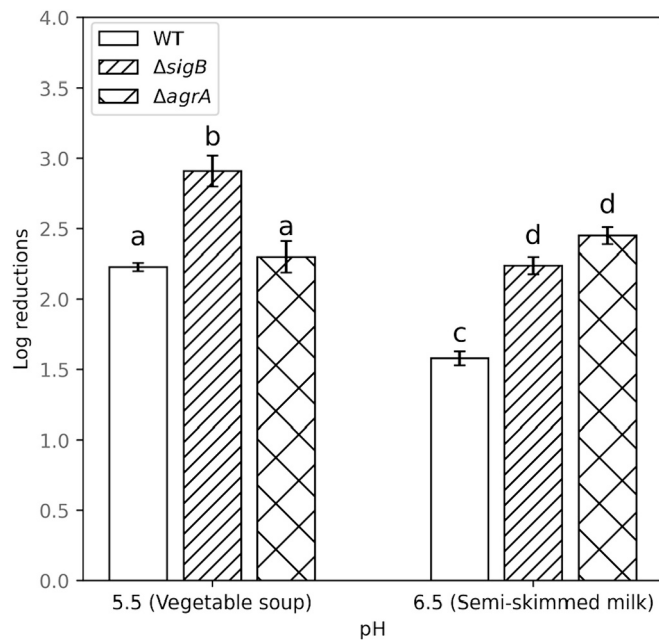 4.0
3.5
3.0
2.5
2.0
1.5
1.0
0.5
0.0
Log reductions
WT
ΔsigB
ΔagrA
a
b
a
c
d
d
5.5 (Vegetable soup)
6.5 (Semi-skimmed milk)
pH